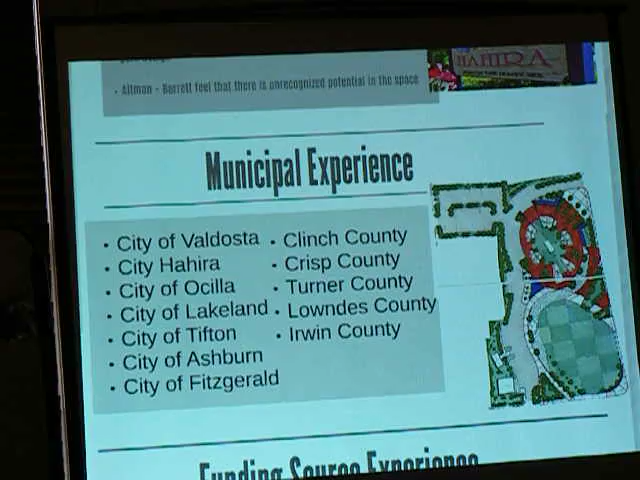 • Altman - Barrett feel that there is unrecognized potential in the space
HAHIRA
Municipal Experience
• City of Valdosta
• City Hahira
• City of Ocilla
• City of Lakeland
• City of Tifton
• City of Ashburn
• City of Fitzgerald
• Clinch County
• Crisp County
• Turner County
• Lowndes County
• Irwin County
Funding Source Experience